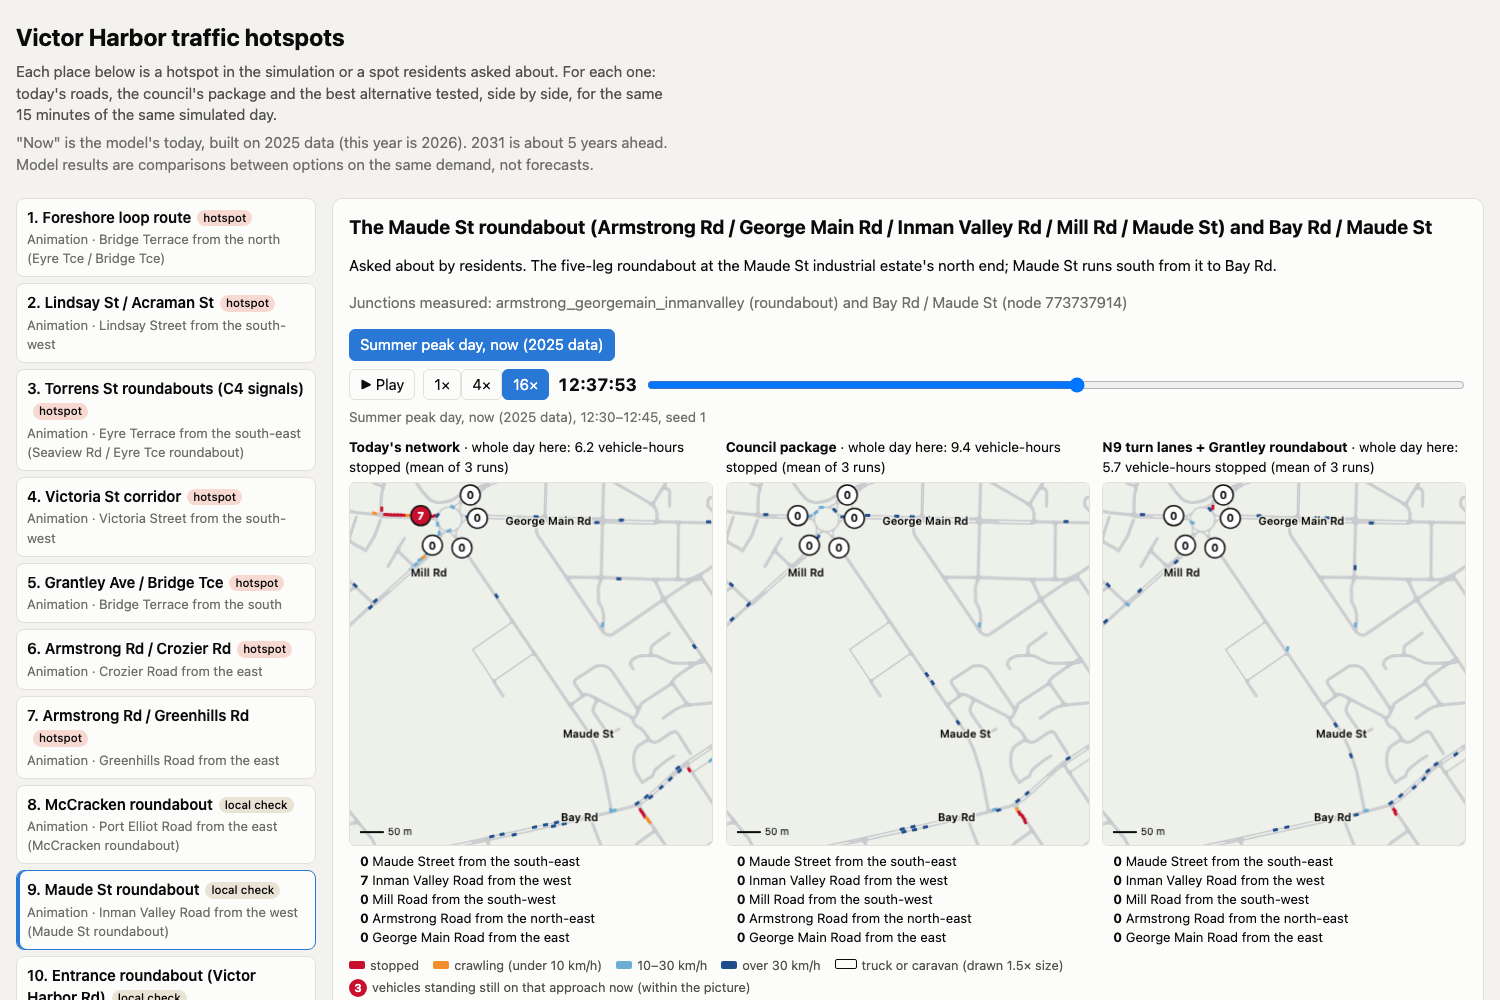 Victor Harbor traffic hotspots
Each place below is a hotspot in the simulation or a spot residents asked about. For each one:
today's roads, the council's package and the best alternative tested, side by side, for the same
15 minutes of the same simulated day.
"Now" is the model's today, built on 2025 data (this year is 2026). 2031 is about 5 years ahead.
Model results are comparisons between options on the same demand, not forecasts.
1. Foreshore loop route hotspot
Animation · Bridge Terrace from the north
(Eyre Tce / Bridge Tce)
2. Lindsay St / Acraman St hotspot
Animation · Lindsay Street from the south-
west
3. Torrens St roundabouts (C4 signals)
hotspot
Animation · Eyre Terrace from the south-east
(Seaview Rd / Eyre Tce roundabout)
4. Victoria St corridor hotspot
Animation · Victoria Street from the south-
west
5. Grantley Ave / Bridge Tce hotspot
Animation · Bridge Terrace from the south
6. Armstrong Rd / Crozier Rd hotspot
Animation · Crozier Road from the east
7. Armstrong Rd / Greenhills Rd
hotspot
Animation · Greenhills Road from the east
8. McCracken roundabout local check
Animation · Port Elliot Road from the east
(McCracken roundabout)
9. Maude St roundabout local check
Animation · Inman Valley Road from the west
(Maude St roundabout)
10. Entrance roundabout (Victor
Harbor Rd) local check
The Maude St roundabout (Armstrong Rd / George Main Rd / Inman Valley Rd / Mill Rd / Maude St) and Bay Rd / Maude St
Asked about by residents. The five-leg roundabout at the Maude St industrial estate's north end; Maude St runs south from it to Bay Rd.
Junctions measured: armstrong_georgemain_inmanvalley (roundabout) and Bay Rd / Maude St (node 773737914)
Summer peak day, now (2025 data)
Play 1× 4× 16× 12:37:53
Summer peak day, now (2025 data), 12:30–12:45, seed 1
Today's network · whole day here: 6.2 vehicle-hours
stopped (mean of 3 runs)
0
7
0
George Main Rd
0
0
Mill Rd
Maude St
Bay Rd
50 m
0 Maude Street from the south-east
7 Inman Valley Road from the west
0 Mill Road from the south-west
0 Armstrong Road from the north-east
0 George Main Road from the east
Council package · whole day here: 9.4 vehicle-hours
stopped (mean of 3 runs)
0
0
0
George Main Rd
0
0
Mill Rd
Maude St
Bay Rd
50 m
0 Maude Street from the south-east
0 Inman Valley Road from the west
0 Mill Road from the south-west
0 Armstrong Road from the north-east
0 George Main Road from the east
N9 turn lanes + Grantley roundabout · whole day here:
5.7 vehicle-hours stopped (mean of 3 runs)
0
0
0
George Main Rd
0
0
Mill Rd
Maude St
Bay Rd
50 m
0 Maude Street from the south-east
0 Inman Valley Road from the west
0 Mill Road from the south-west
0 Armstrong Road from the north-east
0 George Main Road from the east
stopped crawling (under 10 km/h) 10–30 km/h over 30 km/h truck or caravan (drawn 1.5× size)
3 vehicles standing still on that approach now (within the picture)